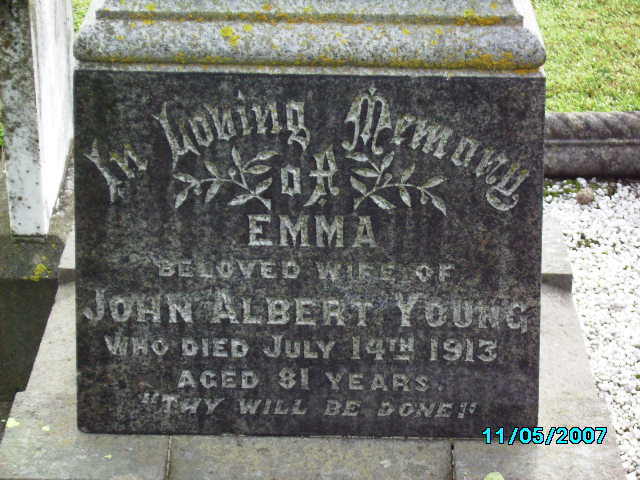 In Loving Memory
OF
EMMA
BELOVED WIFE OF
JOHN ALBERT YOUNG
WHO DIED JULY 14TH 1913
AGED 31 YEARS.
"THY WILL BE DONE!"
11/05/2007